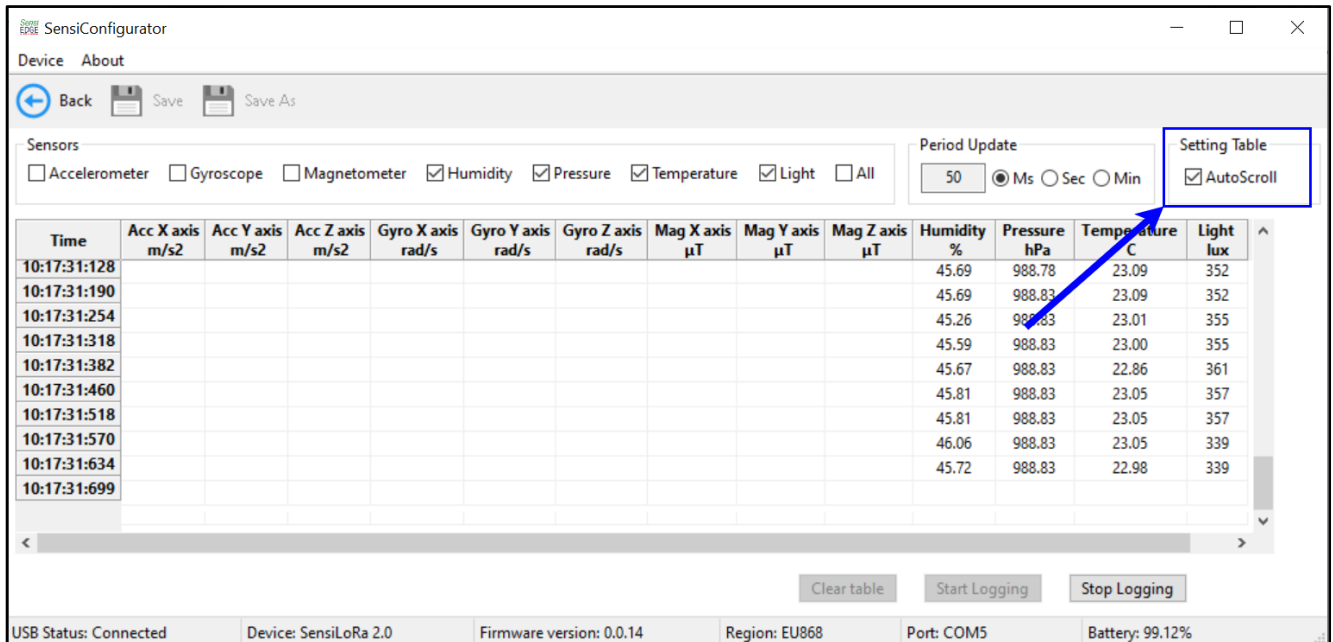 Sensi
EDGE SensiConfigurator
Device About
Back Save Save As
Sensors
Accelerometer Gyroscope Magnetometer Humidity Pressure Temperature Light All
Period Update
50 Ms Sec Min
Setting Table
AutoScroll
Time Acc X axis m/s2 Acc Y axis m/s2 Acc Z axis m/s2 Gyro X axis rad/s Gyro Y axis rad/s Gyro Z axis rad/s Mag X axis µT Mag Y axis µT Mag Z axis µT Humidity % Pressure hPa Temperature C Light lux
10:17:31:128 45.69 988.78 23.09 352
10:17:31:190 45.69 988.83 23.09 352
10:17:31:254 45.26 988.83 23.01 355
10:17:31:318 45.59 988.83 23.00 355
10:17:31:382 45.67 988.83 22.86 361
10:17:31:460 45.81 988.83 23.05 357
10:17:31:518 45.81 988.83 23.05 357
10:17:31:570 46.06 988.83 23.05 339
10:17:31:634 45.72 988.83 22.98 339
10:17:31:699
Clear table Start Logging Stop Logging
USB Status: Connected Device: SensiLoRa 2.0 Firmware version: 0.0.14 Region: EU868 Port: COM5 Battery: 99.12%